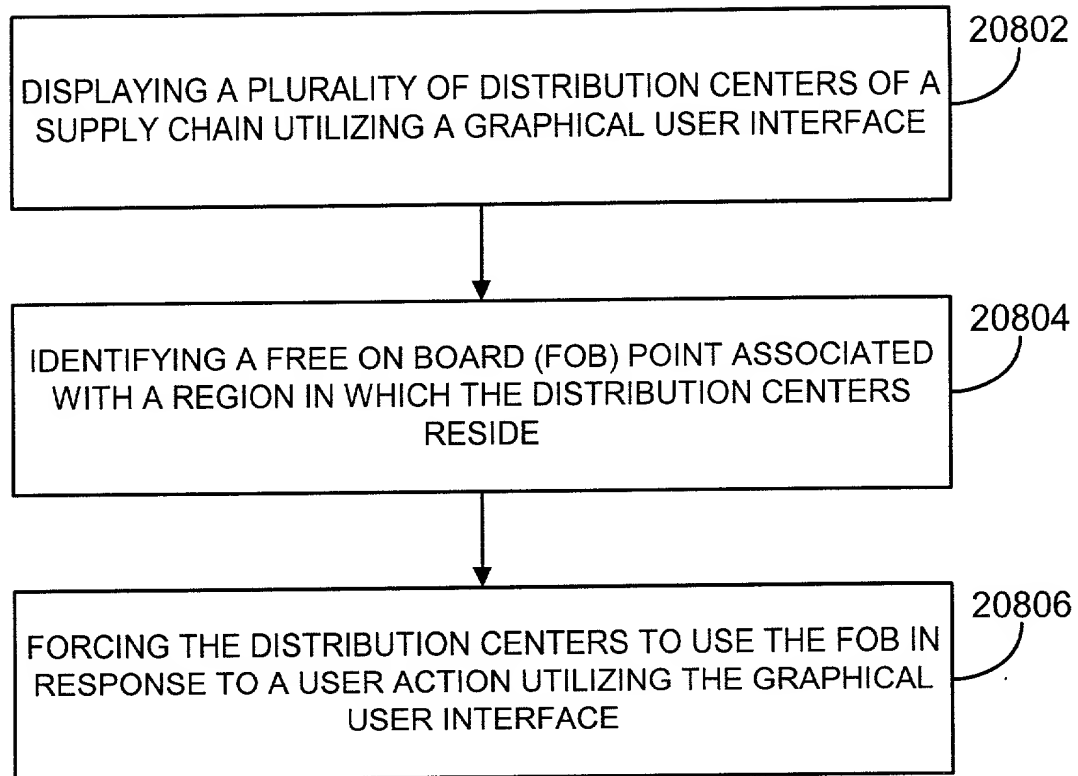 20802
DISPLAYING A PLURALITY OF DISTRIBUTION CENTERS OF A
SUPPLY CHAIN UTILIZING A GRAPHICAL USER INTERFACE
20804
IDENTIFYING A FREE ON BOARD (FOB) POINT ASSOCIATED
WITH A REGION IN WHICH THE DISTRIBUTION CENTERS
RESIDE
20806
FORCING THE DISTRIBUTION CENTERS TO USE THE FOB IN
RESPONSE TO A USER ACTION UTILIZING THE GRAPHICAL
USER INTERFACE